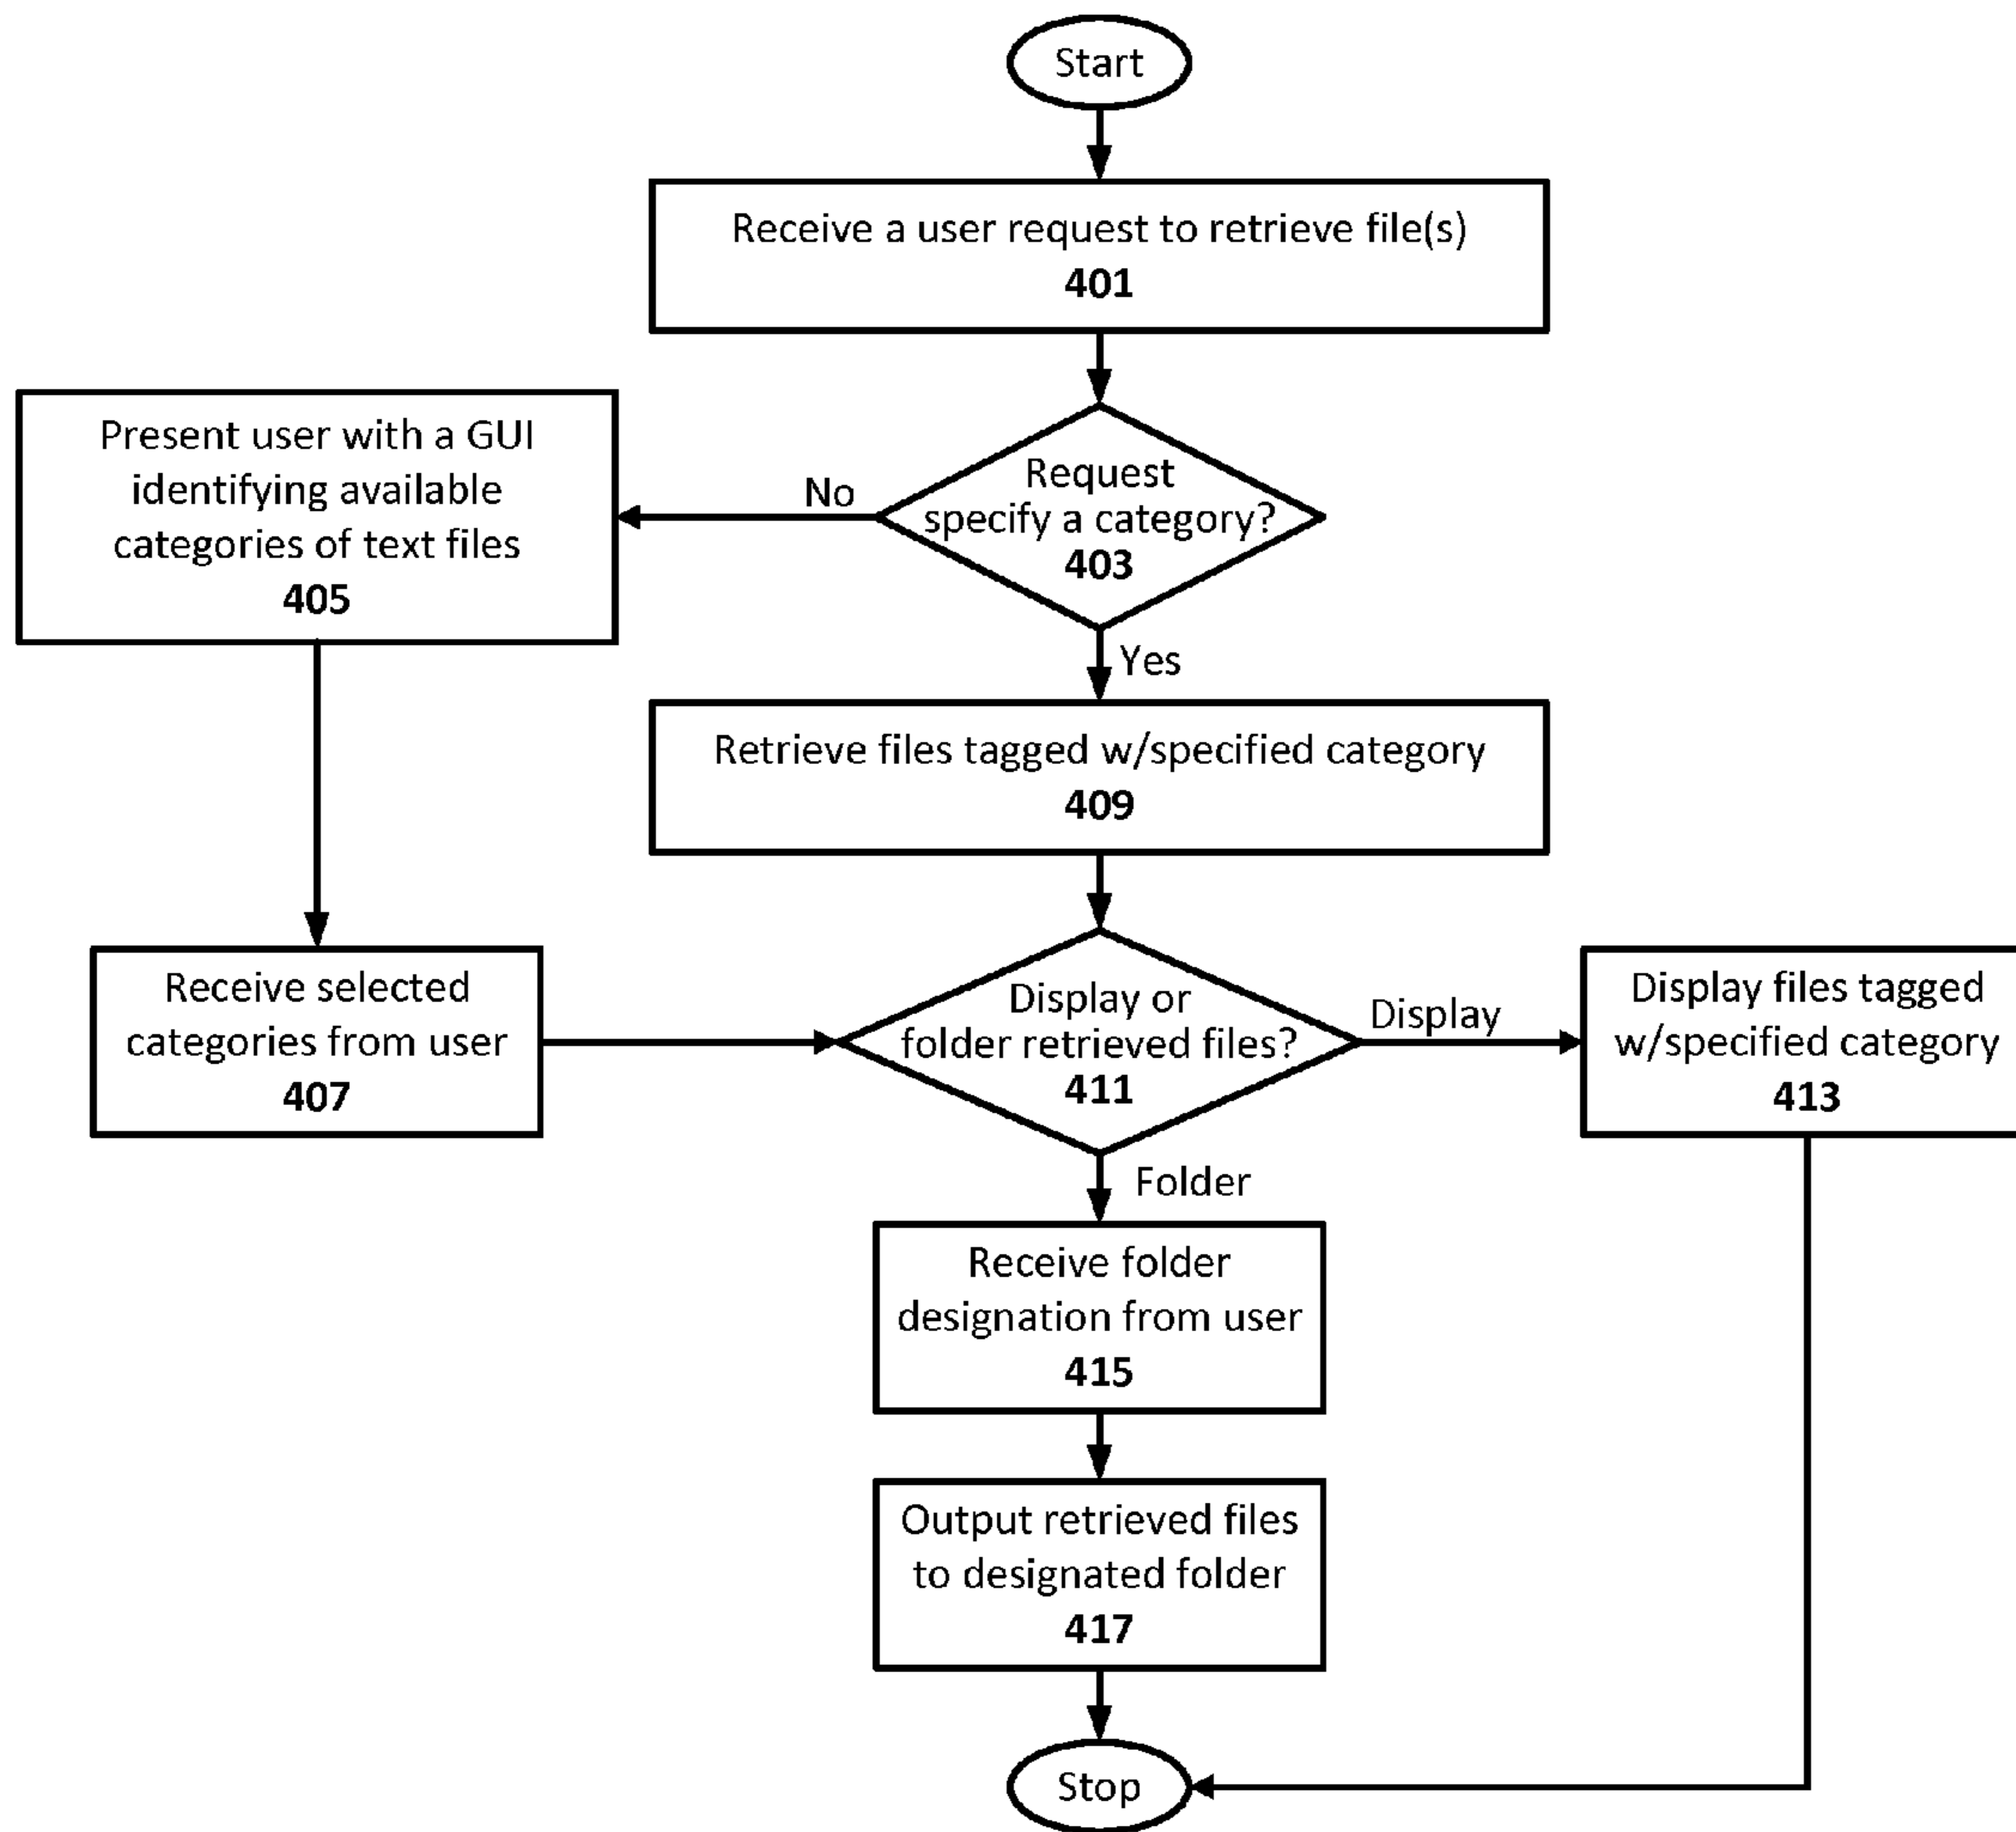 Start
Receive a user request to retrieve file(s)
401
Present user with a GUI
identifying available
categories of text files
405
No
Request
specify a category?
403
Yes
Retrieve files tagged w/specified category
409
Receive selected
categories from user
407
Display or
folder retrieved files?
411
Display
Display files tagged
w/specified category
413
Folder
Receive folder
designation from user
415
Output retrieved files
to designated folder
417
Stop